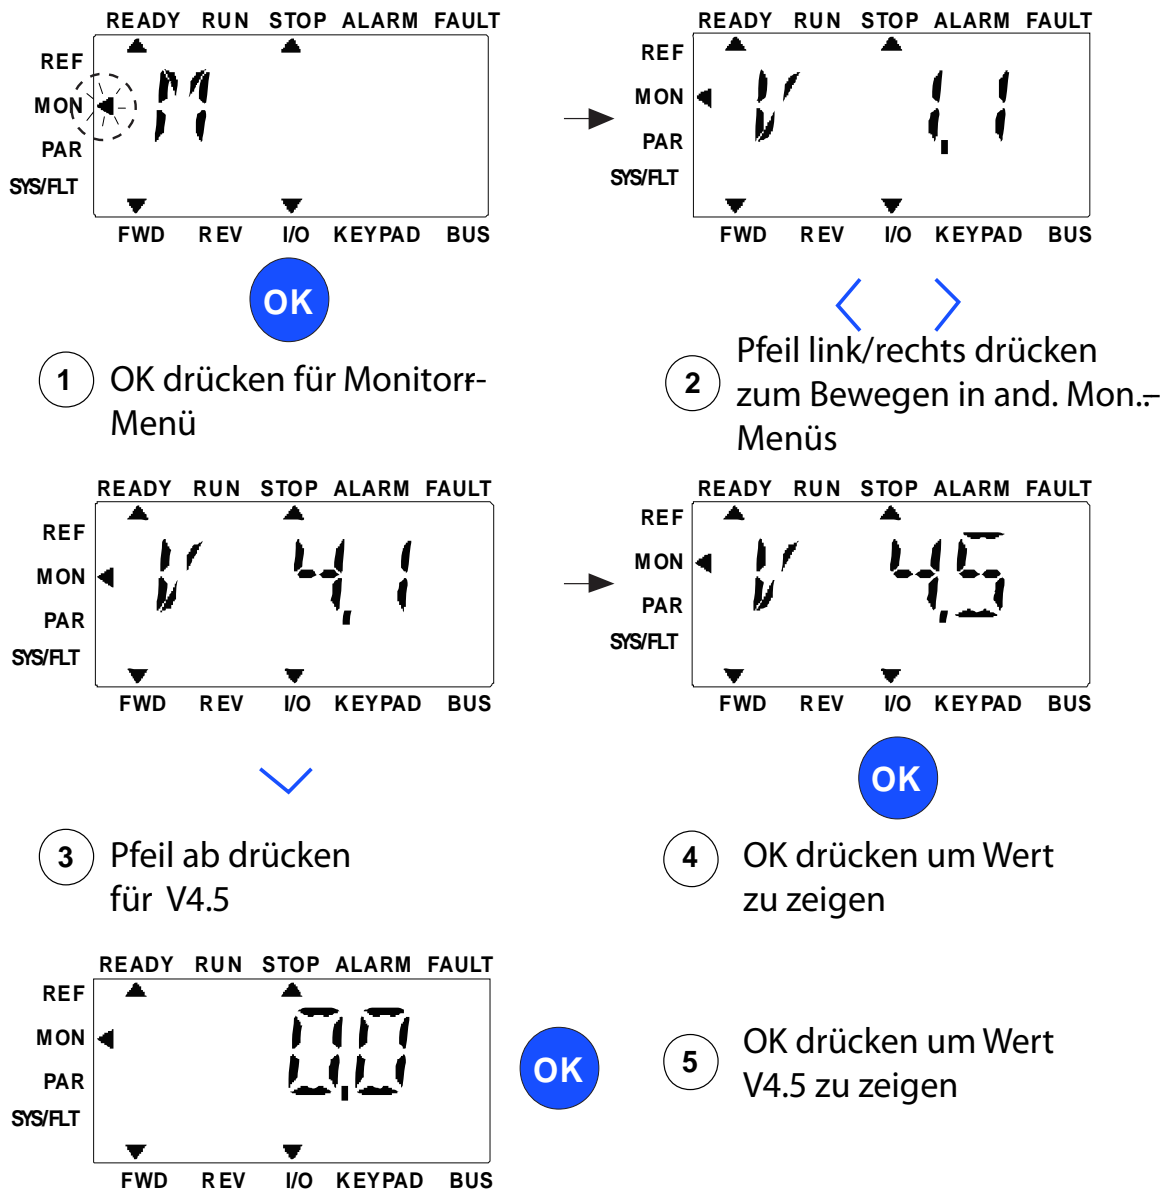 READY RUN STOP ALARM FAULT
REF
MON
PAR
SYS/FLT
M
FWD REV I/O KEYPAD BUS
OK
1 OK drücken für Monitorr-
Menü
READY RUN STOP ALARM FAULT
REF
MON
PAR
SYS/FLT
V 1.1
FWD REV I/O KEYPAD BUS
2 Pfeil link/rechts drücken
zum Bewegen in and. Mon.-
Menüs
READY RUN STOP ALARM FAULT
REF
MON
PAR
SYS/FLT
V 4.1
FWD REV I/O KEYPAD BUS
3 Pfeil ab drücken
für V4.5
READY RUN STOP ALARM FAULT
REF
MON
PAR
SYS/FLT
V 4.5
FWD REV I/O KEYPAD BUS
OK
4 OK drücken um Wert
zu zeigen
READY RUN STOP ALARM FAULT
REF
MON
PAR
SYS/FLT
0.0
FWD REV I/O KEYPAD BUS
OK
5 OK drücken um Wert
V4.5 zu zeigen